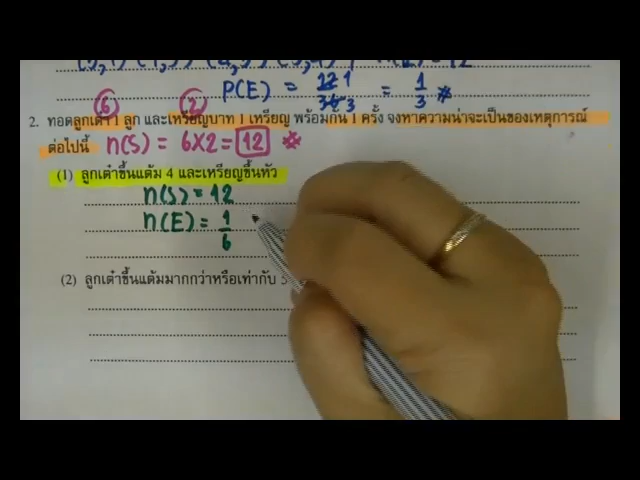 P(E) = 12 1 / 36 3 = 1/3 *
6 2
2. ทอดลูกเต๋า 1 ลูก และเหรียญบาท 1 เหรียญ พร้อมกัน 1 ครั้ง จงหาความน่าจะเป็นของเหตุการณ์
ต่อไปนี้ n(S) = 6x2 = 12 *
(1) ลูกเต๋าขึ้นแต้ม 4 และเหรียญขึ้นหัว
n(S) = 12
n(E) = 1/6
(2) ลูกเต๋าขึ้นแต้มมากกว่าหรือเท่ากับ 5